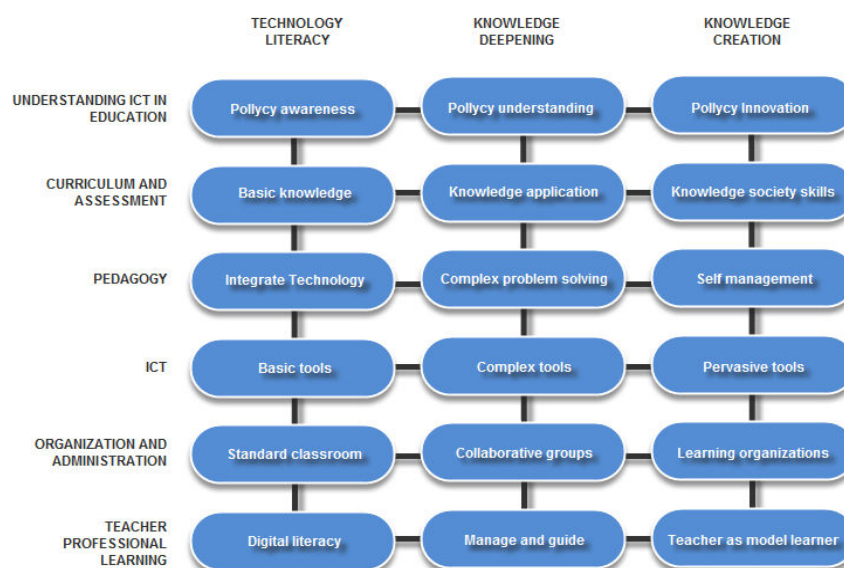 TECHNOLOGY
LITERACY
KNOWLEDGE
DEEPENING
KNOWLEDGE
CREATION
UNDERSTANDING ICT IN
EDUCATION
Pollycy awareness
Pollycy understanding
Pollycy Innovation
CURRICULUM AND
ASSESSMENT
Basic knowledge
Knowledge application
Knowledge society skills
PEDAGOGY
Integrate Technology
Complex problem solving
Self management
ICT
Basic tools
Complex tools
Pervasive tools
ORGANIZATION AND
ADMINISTRATION
Standard classroom
Collaborative groups
Learning organizations
TEACHER
PROFESSIONAL
LEARNING
Digital literacy
Manage and guide
Teacher as model learner